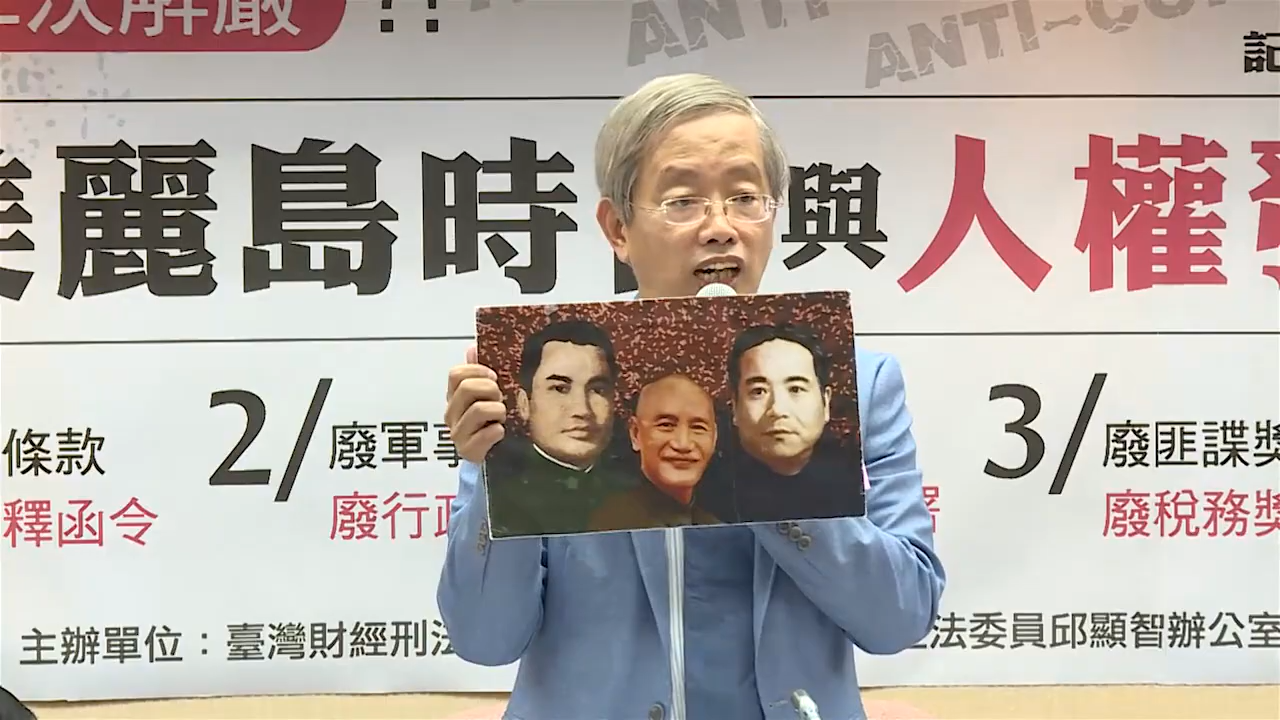 次解嚴 ?!
ANTI ANTI-CO
記
美麗島時 與人權發
條款
釋函令
2/ 廢軍事
廢行政
3/ 廢匪諜獎
廢稅務獎
主辦單位：臺灣財經刑法 立法委員邱顯智辦公室